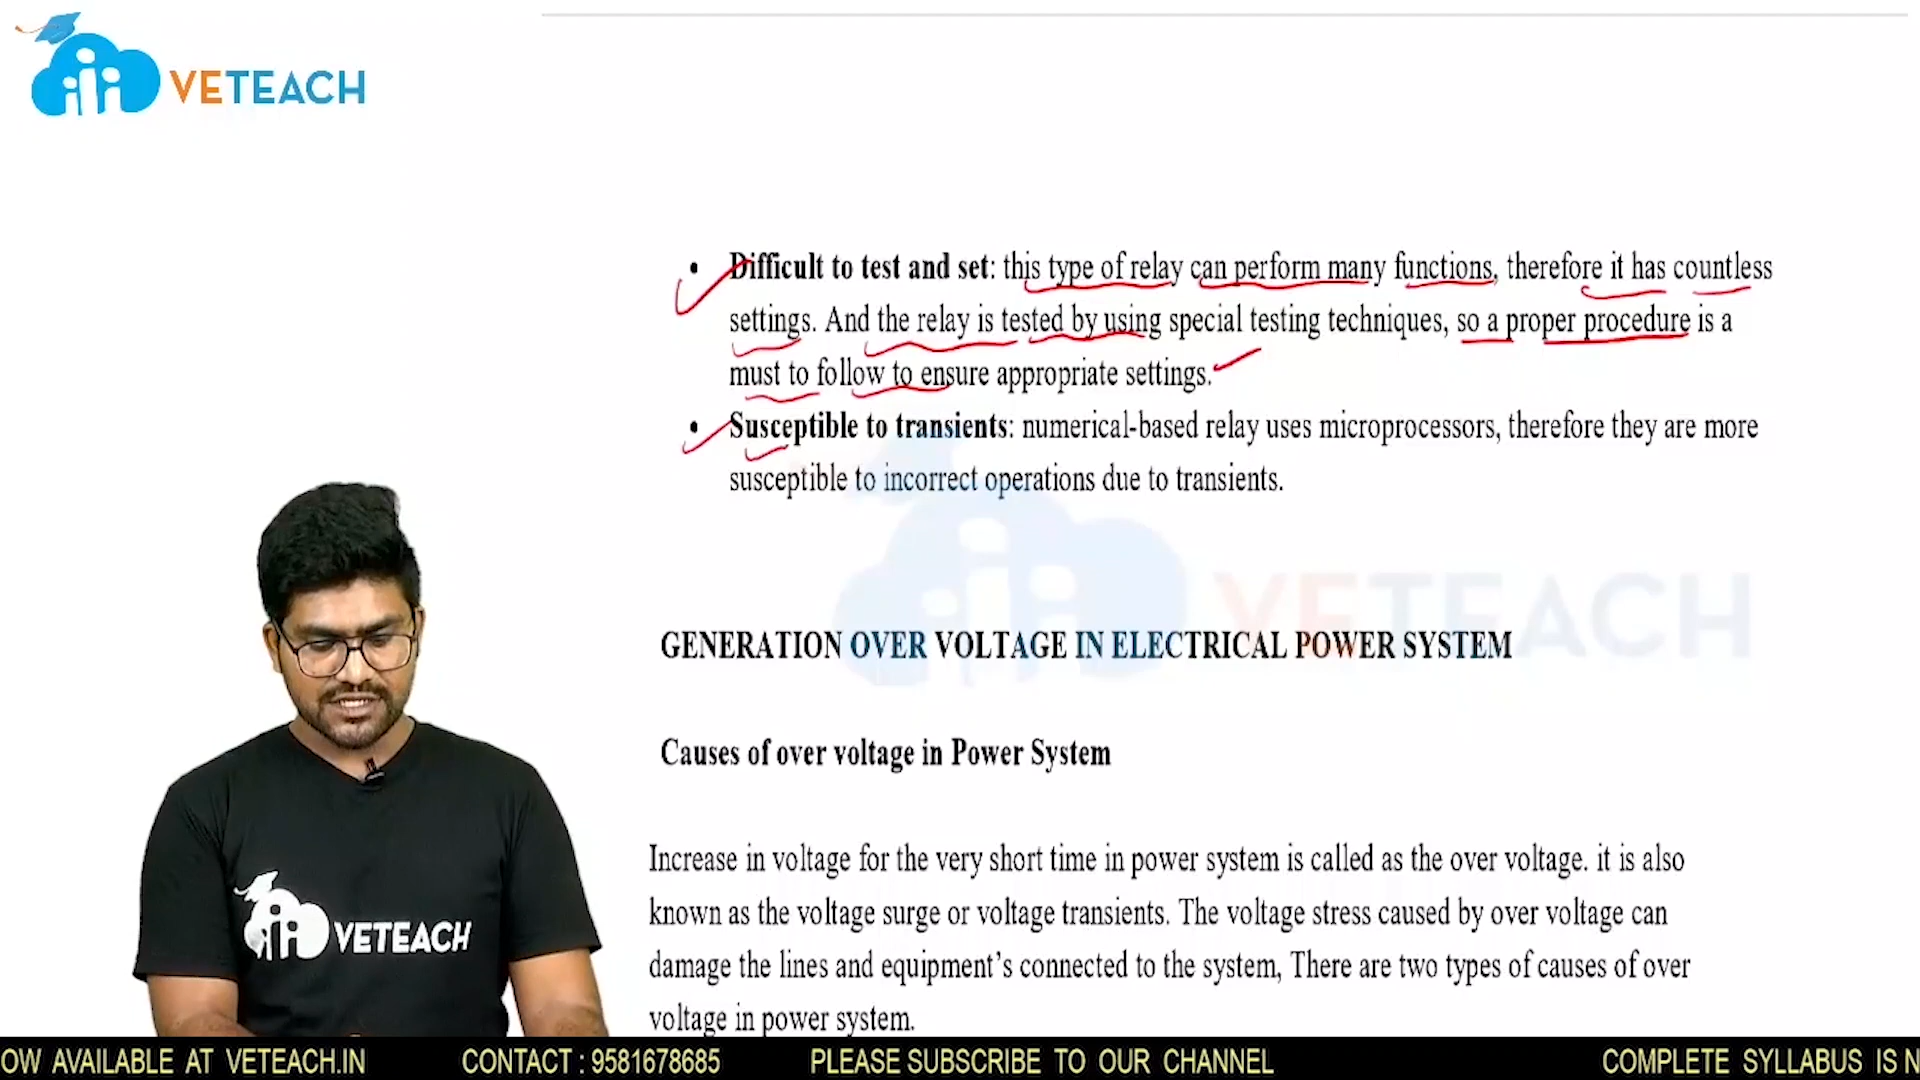 VETEACH
• Difficult to test and set: this type of relay can perform many functions, therefore it has countless
settings. And the relay is tested by using special testing techniques, so a proper procedure is a
must to follow to ensure appropriate settings.
• Susceptible to transients: numerical-based relay uses microprocessors, therefore they are more
susceptible to incorrect operations due to transients.
VETEACH
GENERATION OVER VOLTAGE IN ELECTRICAL POWER SYSTEM
Causes of over voltage in Power System
Increase in voltage for the very short time in power system is called as the over voltage. it is also
known as the voltage surge or voltage transients. The voltage stress caused by over voltage can
damage the lines and equipment’s connected to the system, There are two types of causes of over
voltage in power system.
VETEACH
OW AVAILABLE AT VETEACH.IN CONTACT : 9581678685 PLEASE SUBSCRIBE TO OUR CHANNEL COMPLETE SYLLABUS IS N